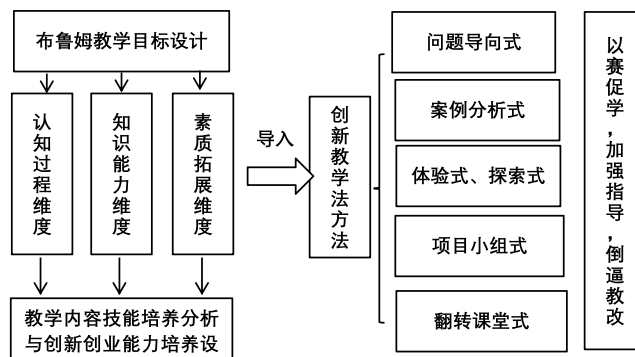 布鲁姆教学目标设计
认知过程维度
知识能力维度
素质拓展维度
教学内容技能培养分析
与创新创业能力培养设
导入
创新教学法方法
问题导向式
案例分析式
体验式、探索式
项目小组式
翻转课堂式
以赛促学,加强指导,倒逼教改